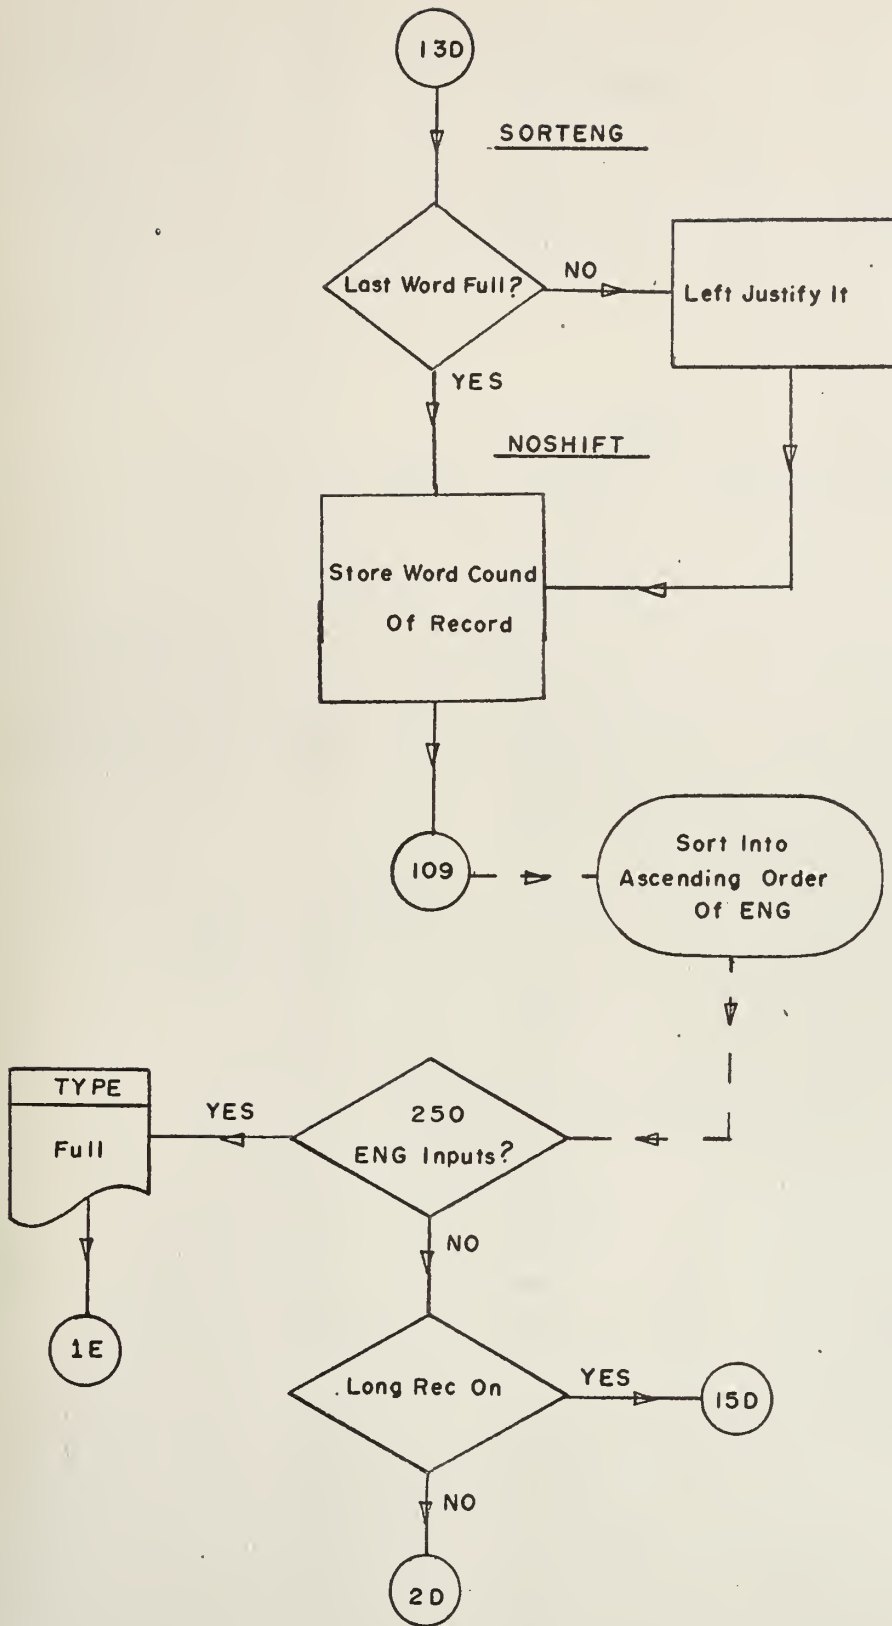 13D
SORTENG
Last Word Full?
NO
Left Justify It
YES
NOSHIFT
Store Word Cound
Of Record
109
Sort Into
Ascending Order
Of ENG
TYPE
Full
YES
250
ENG Inputs?
NO
1E
Long Rec On
YES
15D
NO
2D